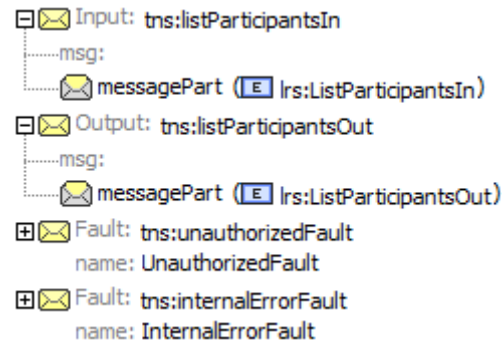 Input: tns:listParticipantsIn
msg:
messagePart (E lrs:ListParticipantsIn)
Output: tns:listParticipantsOut
msg:
messagePart (E lrs:ListParticipantsOut)
Fault: tns:unauthorizedFault
name: UnauthorizedFault
Fault: tns:internalErrorFault
name: InternalErrorFault